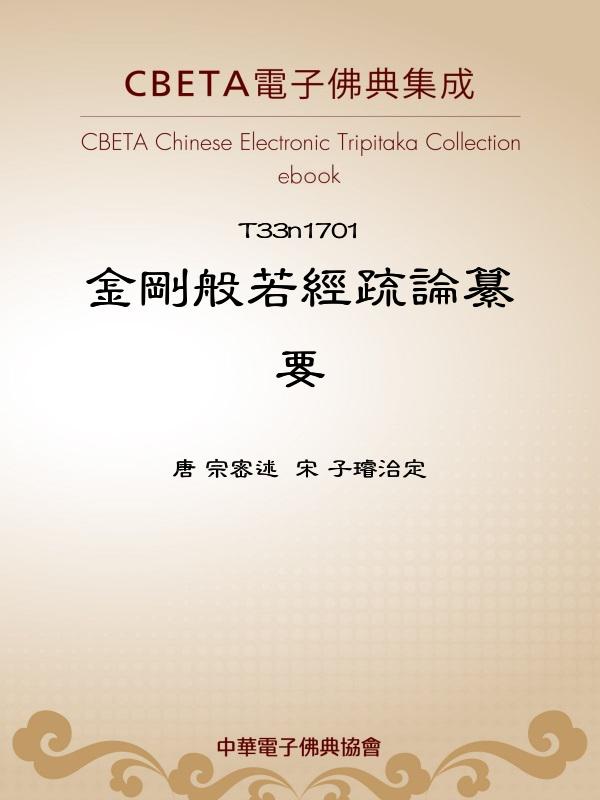 CBETA電子佛典集成
CBETA Chinese Electronic Tripitaka Collection
ebook
T33n1701
金剛般若經疏論纂
要
唐 宗密述 宋 子璿治定
中華電子佛典協會